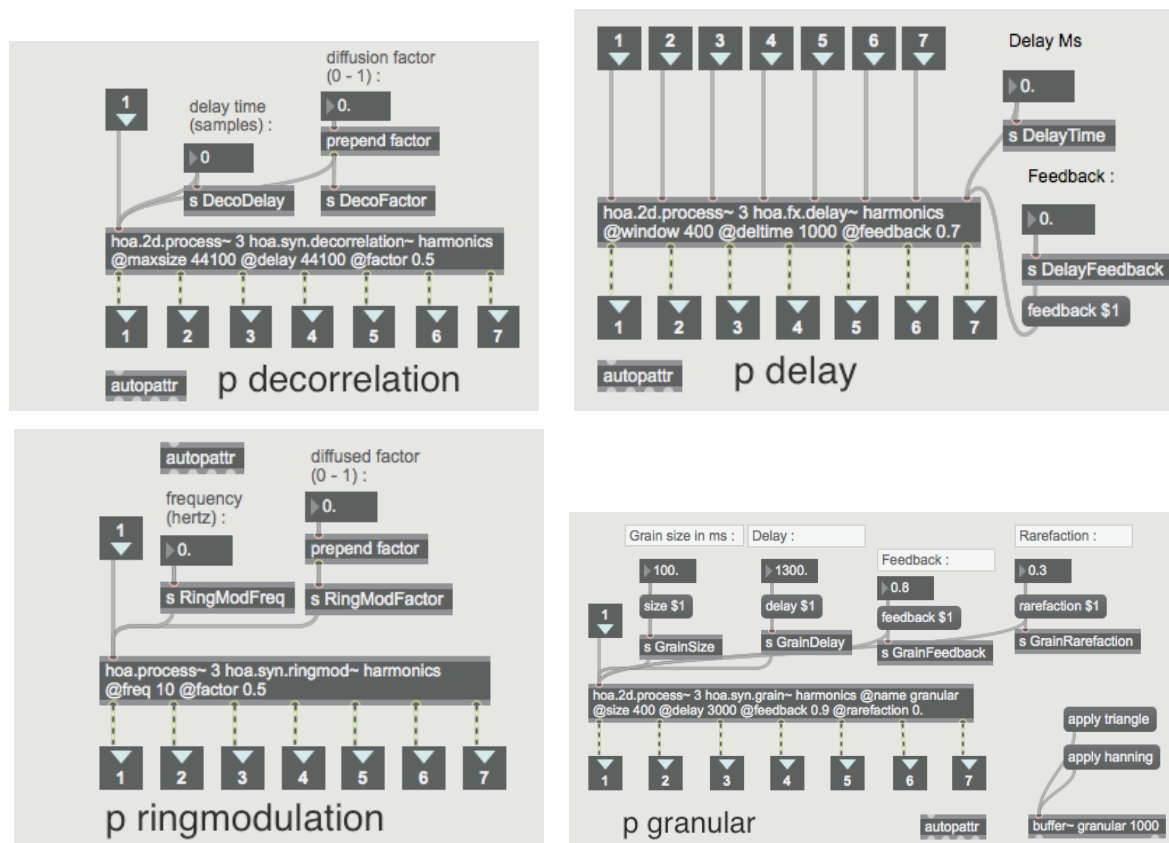 diffusion factor
(0 - 1) :
1
delay time
(samples) :
0.
prepend factor
0
s DecoDelay
s DecoFactor
hoa.2d.process~ 3 hoa.syn.decorrelation~ harmonics
@maxsize 44100 @delay 44100 @factor 0.5
1 2 3 4 5 6 7
autopattr
p decorrelation
1 2 3 4 5 6 7
Delay Ms
0.
s DelayTime
Feedback :
0.
hoa.2d.process~ 3 hoa.fx.delay~ harmonics
@window 400 @deltime 1000 @feedback 0.7
s DelayFeedback
feedback $1
1 2 3 4 5 6 7
autopattr
p delay
autopattr
diffused factor
(0 - 1) :
frequency
(hertz) :
0.
1
0.
prepend factor
s RingModFreq
s RingModFactor
hoa.process~ 3 hoa.syn.ringmod~ harmonics
@freq 10 @factor 0.5
1 2 3 4 5 6 7
p ringmodulation
Grain size in ms :
Delay :
Feedback :
Rarefaction :
100.
1300.
0.8
0.3
1
size $1
delay $1
feedback $1
rarefaction $1
s GrainSize
s GrainDelay
s GrainFeedback
s GrainRarefaction
hoa.2d.process~ 3 hoa.syn.grain~ harmonics @name granular
@size 400 @delay 3000 @feedback 0.9 @rarefaction 0.
apply triangle
apply hanning
1 2 3 4 5 6 7
p granular
autopattr
buffer~ granular 1000